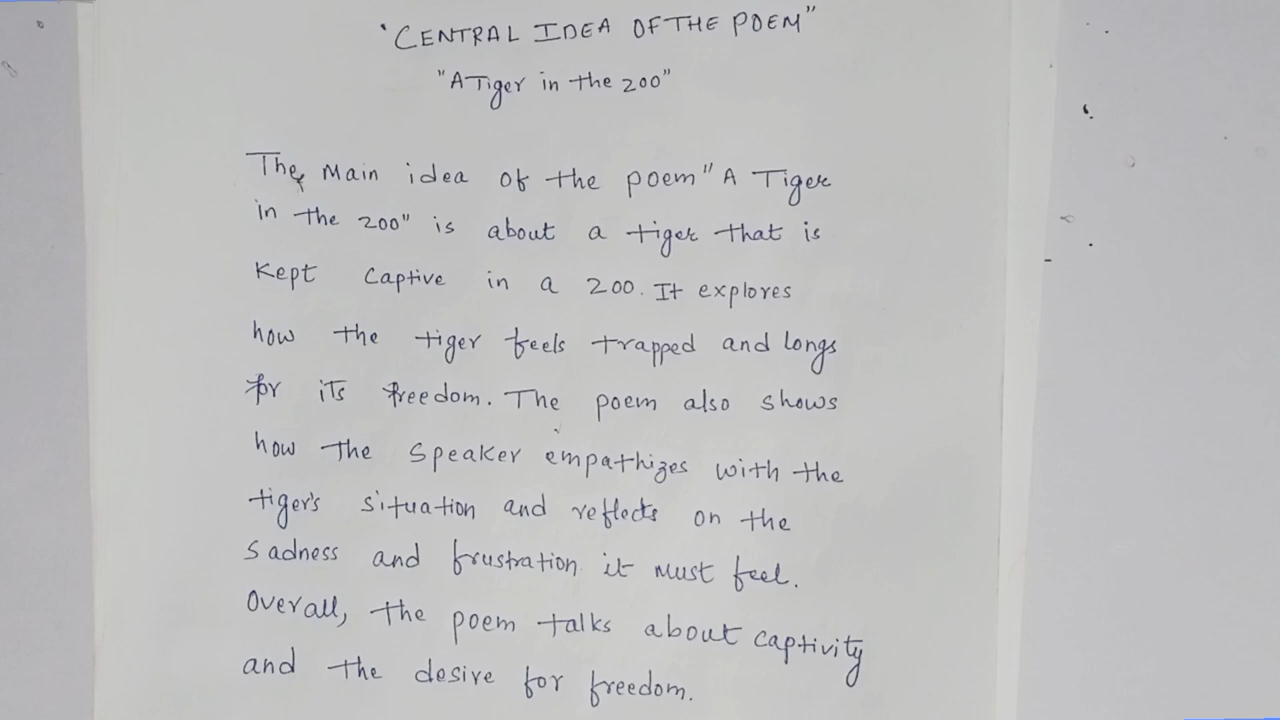 'CENTRAL IDEA OF THE POEM"
"A Tiger in the zoo"
The Main idea of the poem "A Tiger
in the zoo" is about a tiger that is
Kept captive in a zoo. It explores
how the tiger feels trapped and longs
for its freedom. The poem also shows
how the speaker empathizes with the
tiger's situation and reflects on the
sadness and frustration it must feel.
Overall, the poem talks about captivity
and the desire for freedom.